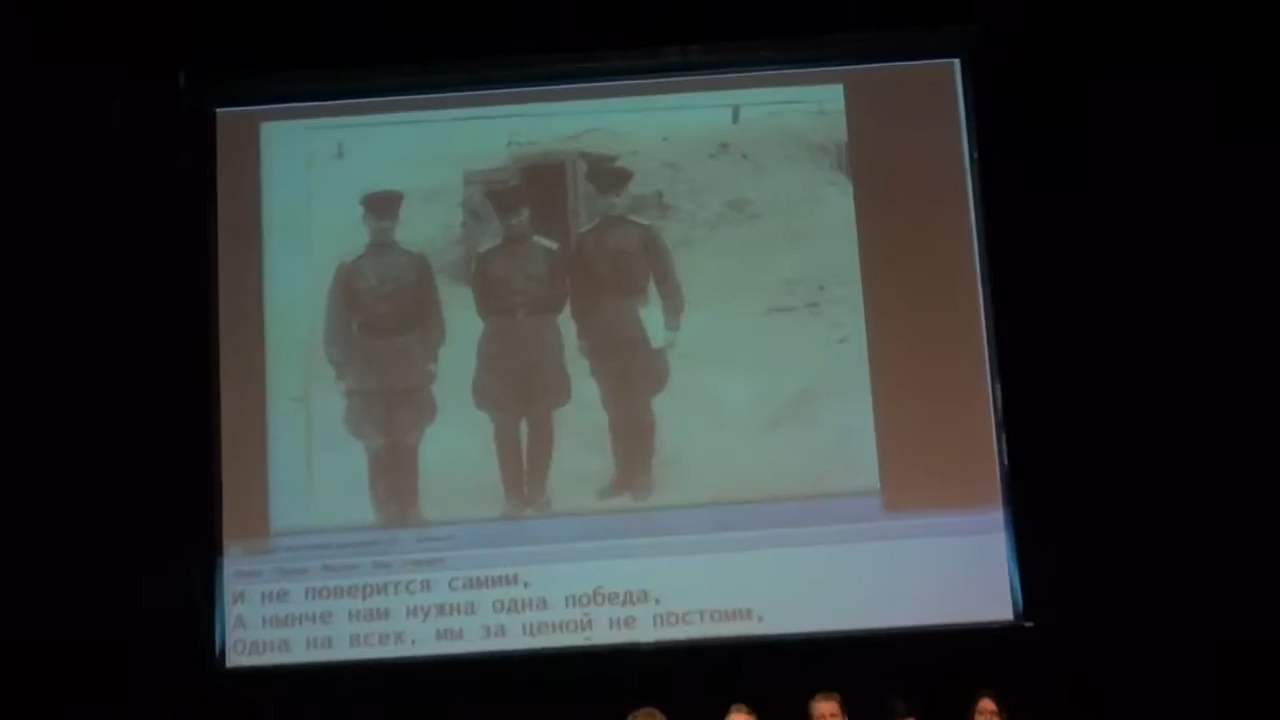 и не поверится самим,
А нынче нам нужна одна победа,
Одна на всех, мы за ценой не постоим,